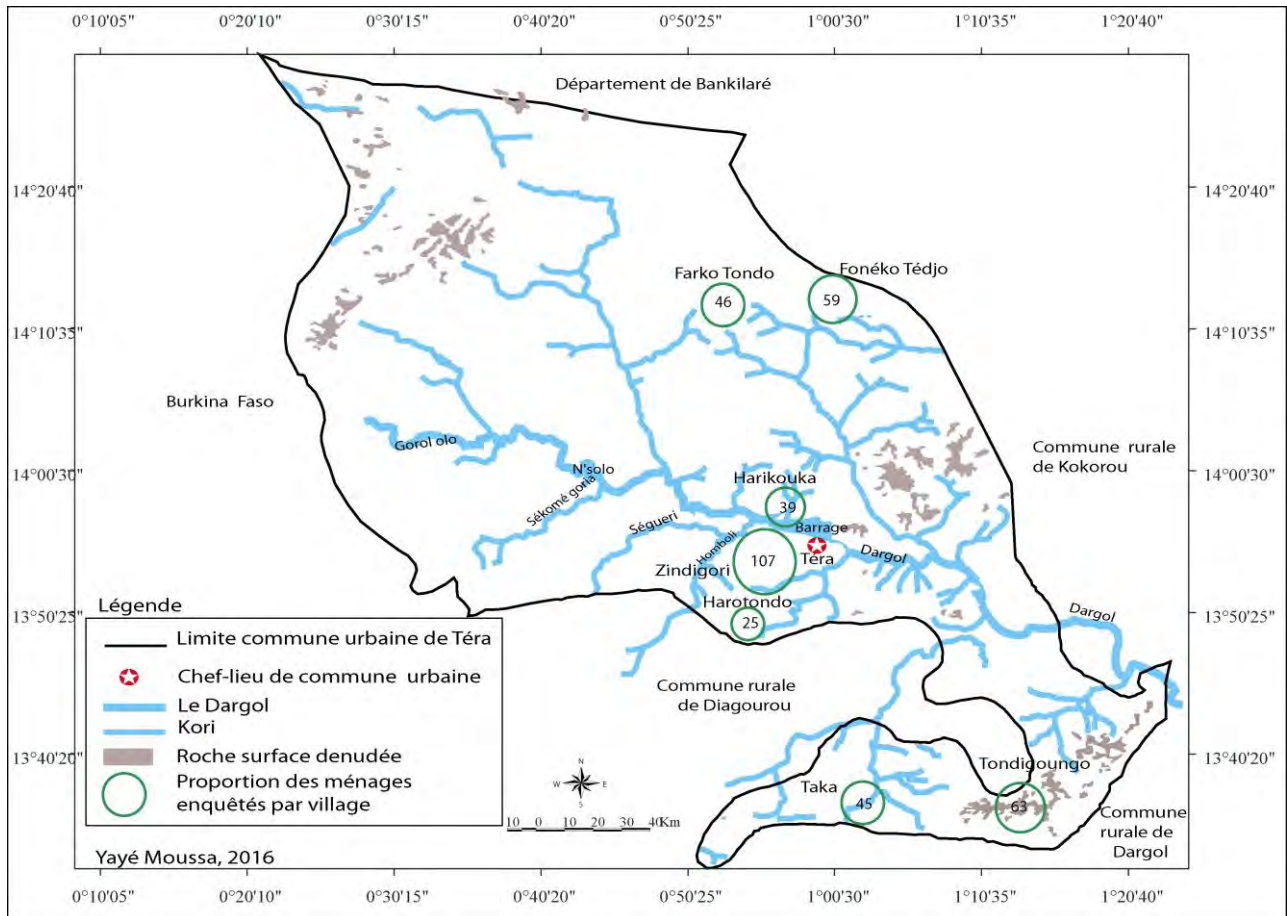 0°10'05" 0°20'10" 0°30'15" 0°40'20" 0°50'25" 1°00'30" 1°10'35" 1°20'40"
Département de Bankilaré
14°20'40" 14°20'40"
Farko Tondo Fonéko Tédjo
46 59
14°10'35" 14°10'35"
Burkina Faso
Gorol olo
Commune rurale
de Kokorou
14°00'30" 14°00'30"
N'solo
Sékomé goria
Harikouka
39
Ségueri
Homboli
Barrage
Dargol
Téra
Zindigori 107
Harotondo
25
13°50'25" 13°50'25"
Dargol
Commune rurale
de Diagourou
Légende
Limite commune urbaine de Téra
Chef-lieu de commune urbaine
Le Dargol
Kori
Roche surface denudée
Proportion des ménages
enquêtés par village
13°40'20" 13°40'20"
Tondigoungo
63
Taka
45
Commune
rurale de
Dargol
N
W E
S
10 0 10 20 30 40 Km
Yayé Moussa, 2016
0°10'05" 0°20'10" 0°30'15" 0°40'20" 0°50'25" 1°00'30" 1°10'35" 1°20'40"